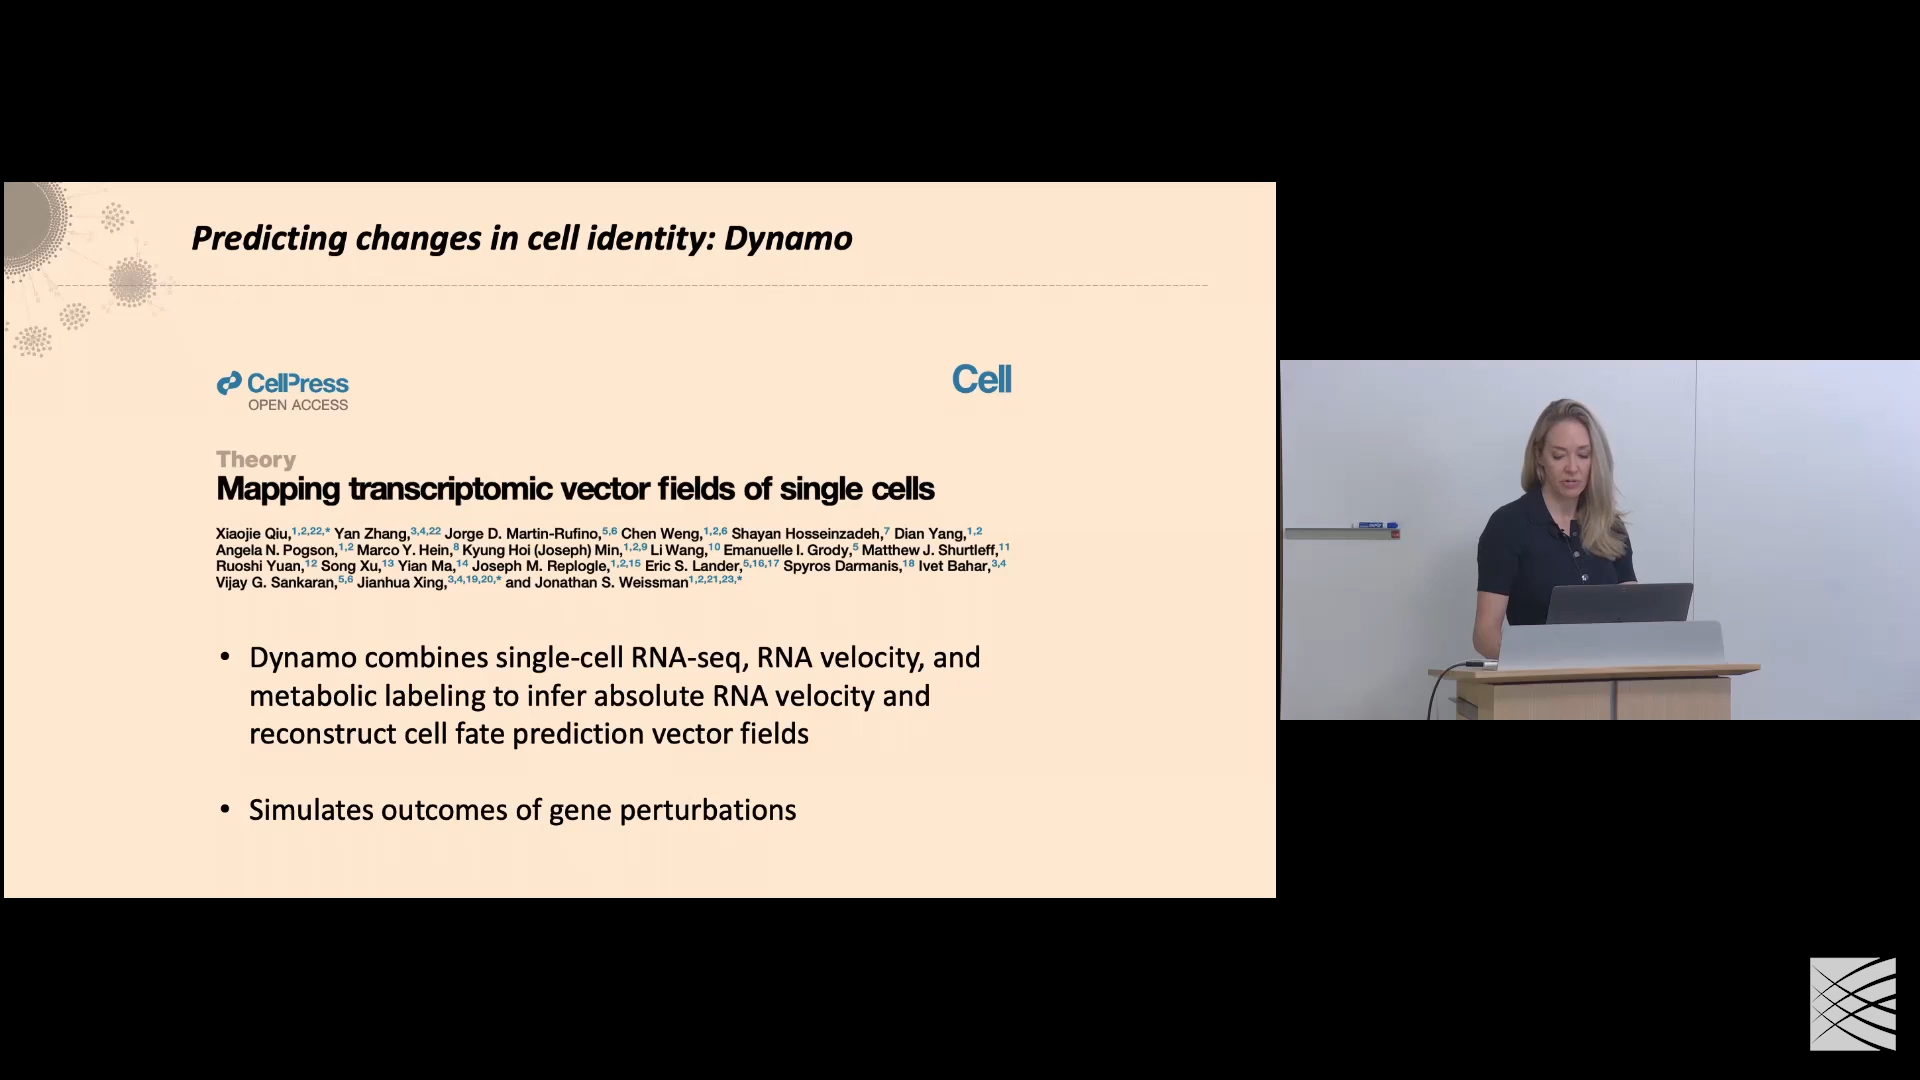 Predicting changes in cell identity: Dynamo
CellPress
OPEN ACCESS
Cell
Theory
Mapping transcriptomic vector fields of single cells
Xiaojie Qiu,1,2,22,* Yan Zhang,3,4,22 Jorge D. Martin-Rufino,5,6 Chen Weng,1,2,6 Shayan Hosseinzadeh,7 Dian Yang,1,2
Angela N. Pogson,1,2 Marco Y. Hein,8 Kyung Hoi (Joseph) Min,1,2,9 Li Wang,10 Emanuelle I. Grody,5 Matthew J. Shurtleff,11
Ruoshi Yuan,12 Song Xu,13 Yian Ma,14 Joseph M. Replogle,1,2,15 Eric S. Lander,5,16,17 Spyros Darmanis,18 Ivet Bahar,3,4
Vijay G. Sankaran,5,6 Jianhua Xing,3,4,19,20,* and Jonathan S. Weissman1,2,21,23,*
• Dynamo combines single-cell RNA-seq, RNA velocity, and
metabolic labeling to infer absolute RNA velocity and
reconstruct cell fate prediction vector fields
• Simulates outcomes of gene perturbations